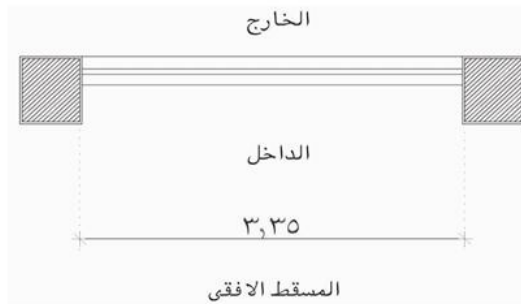 الخارج
الداخل
٣,٣٥
المسقط الافقى